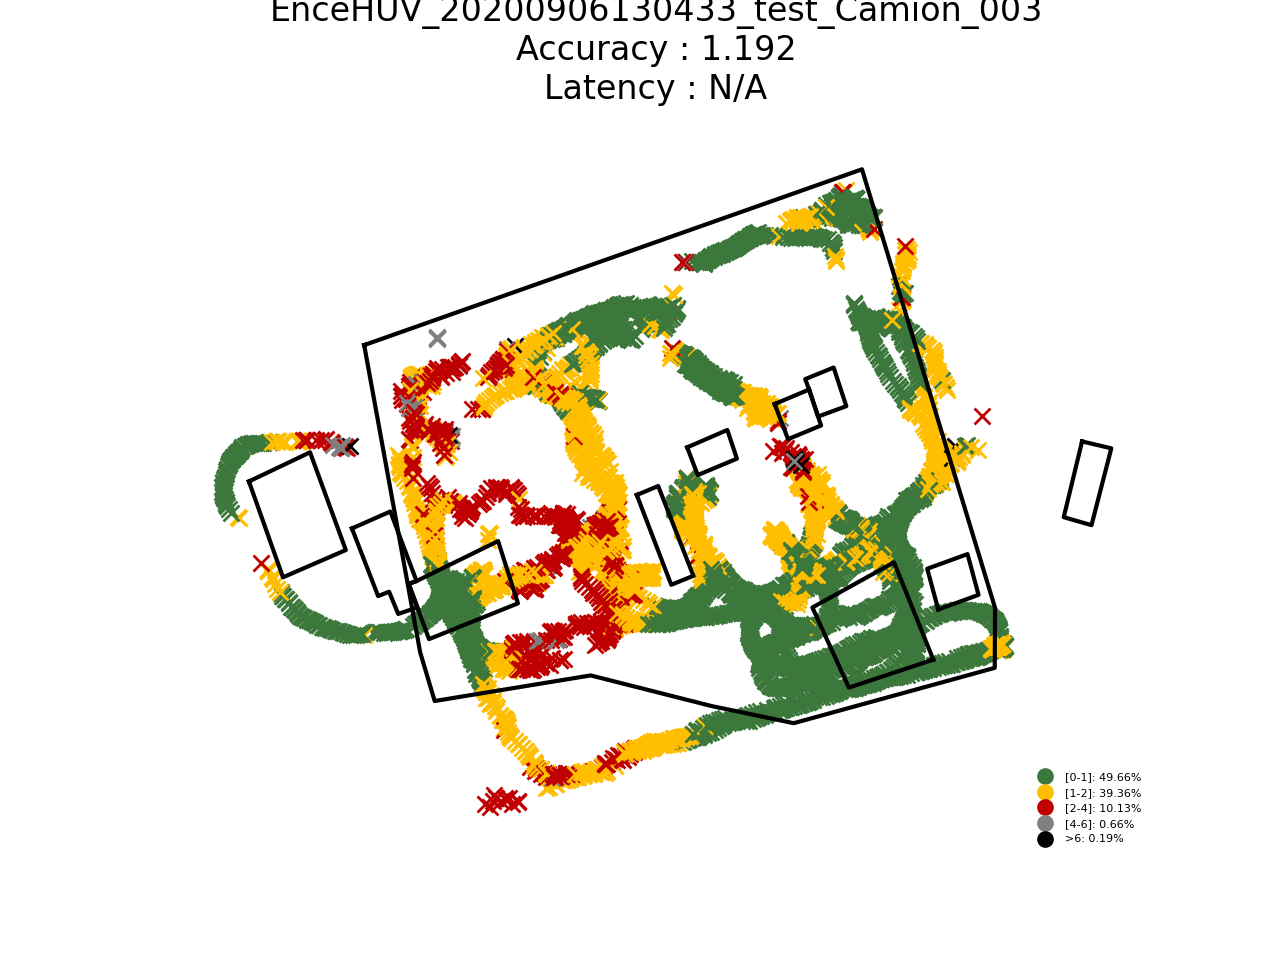 EnceHUV_20200906130433_test_Camion_003
Accuracy : 1.192
Latency : N/A
[0-1]: 49.66%
[1-2]: 39.36%
[2-4]: 10.13%
[4-6]: 0.66%
>6: 0.19%